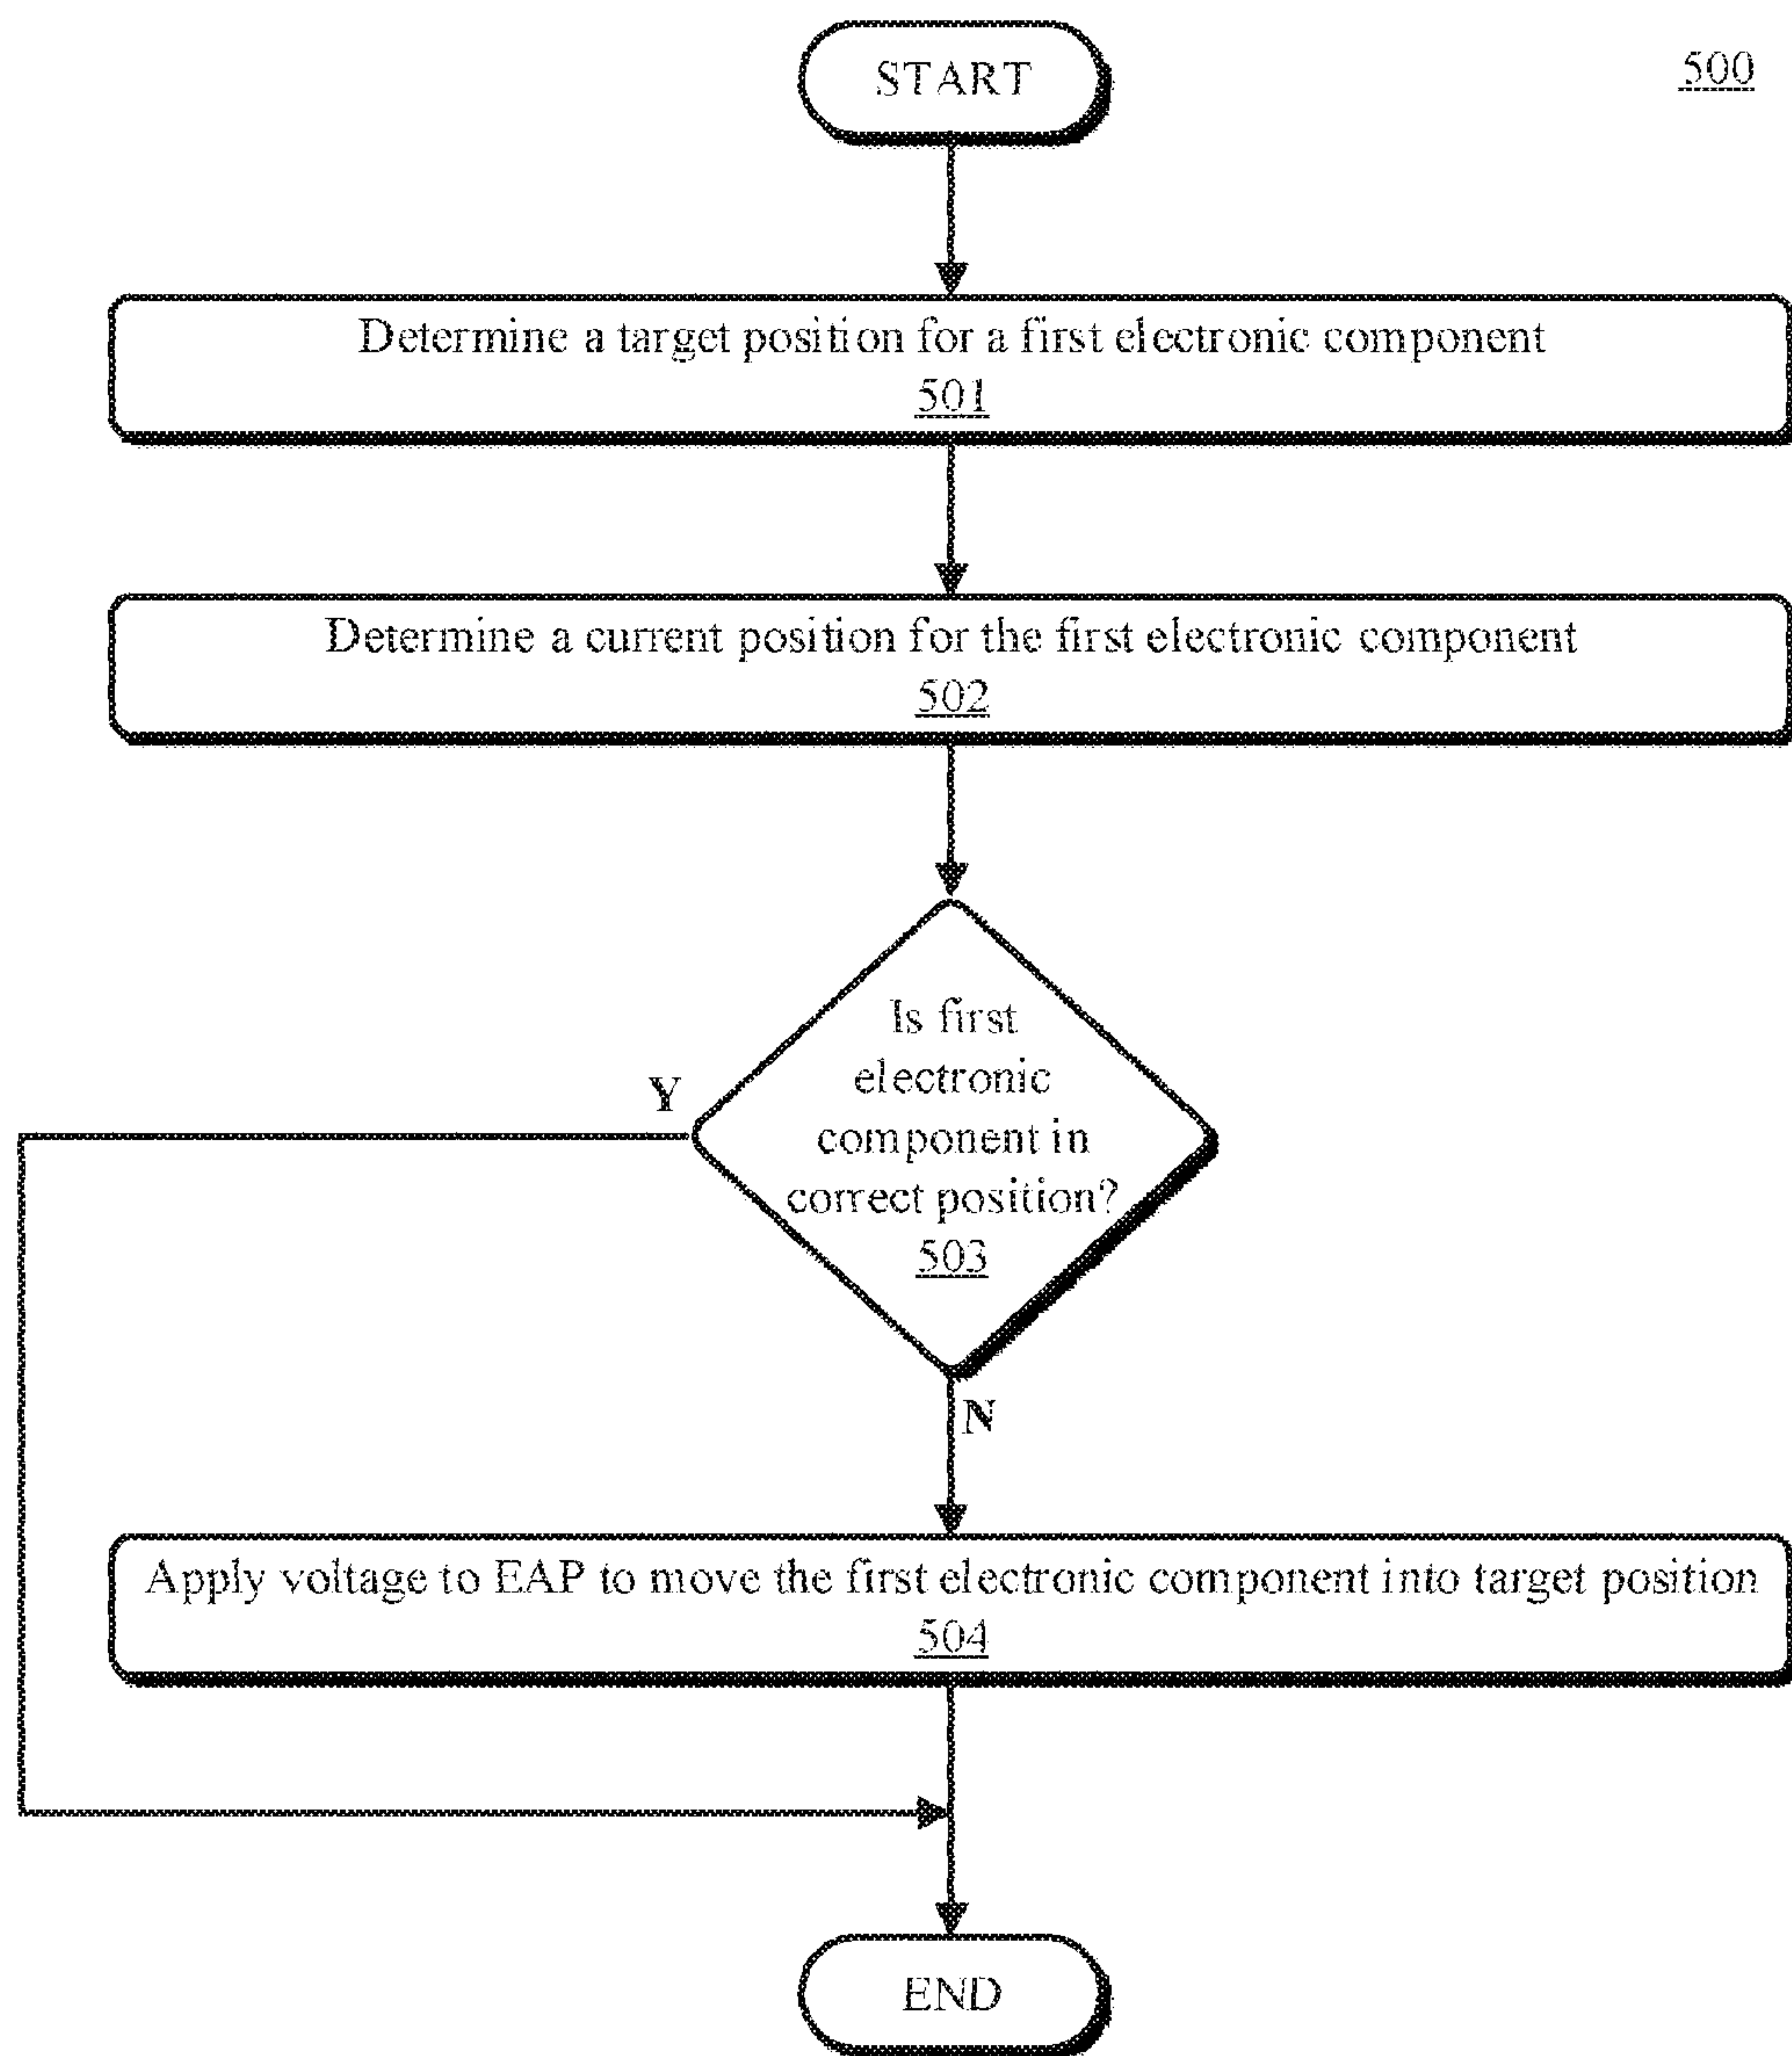 START
500
Determine a target position for a first electronic component
501
Determine a current position for the first electronic component
502
Is first
electronic
component in
correct position?
503
Y
N
Apply voltage to EAP to move the first electronic component into target position
504
END